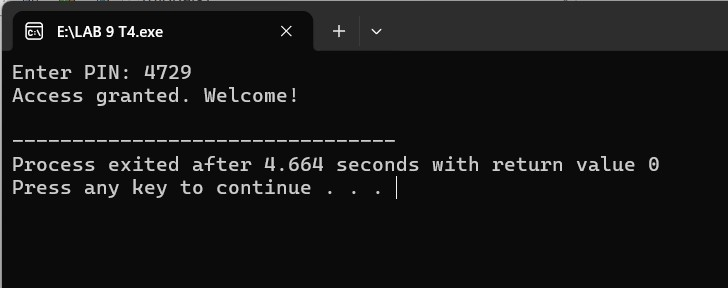 E:\LAB 9 T4.exe
Enter PIN: 4729
Access granted. Welcome!
--------------------------------
Process exited after 4.664 seconds with return value 0
Press any key to continue . . .